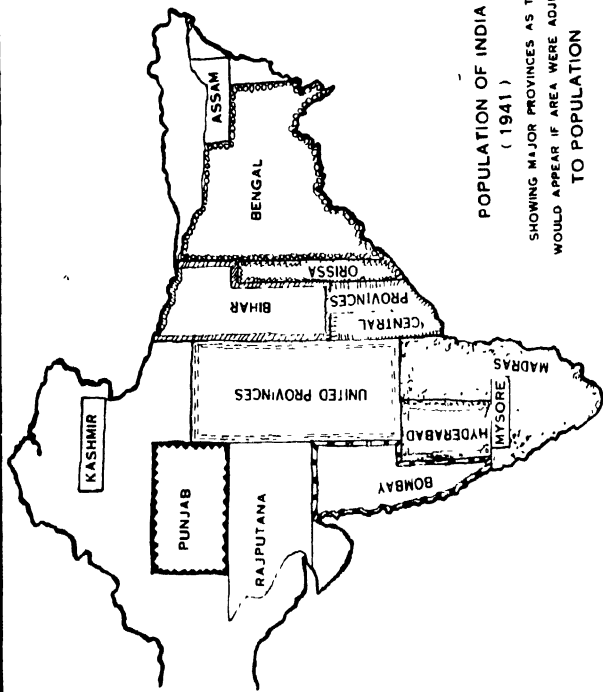 POPULATION OF INDIA
( 1941 )
SHOWING MAJOR PROVINCES AS
WOULD APPEAR IF AREA WERE
TO POPULATION
KASHMIR
PUNJAB
RAJPUTANA
UNITED PROVINCES
BIHAR
ORISSA
CENTRAL
PROVINCES
BENGAL
ASSAM
BOMBAY
HYDERABAD
MYSORE
MADRAS